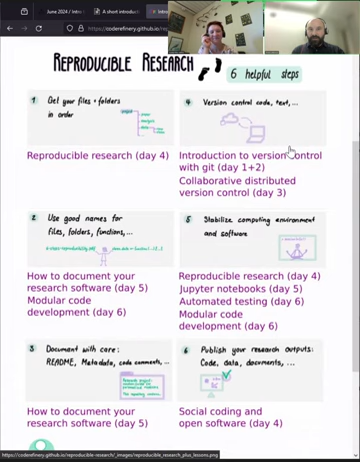 June 2024 / Intro
A short introduct
Intro
https://coderefinery.github.io/re
REPRODUCIBLE RESEARCH
6 helpful steps
1 Get your files + folders
in order
Reproducible research (day 4)
4 Version control code, text,...
Introduction to version control
with git (day 1+2)
Collaborative distributed
version control (day 3)
2 Use good names for
files, folders, functions,...
How to document your
research software (day 5)
Modular code
development (day 6)
5 Stabilize computing environment
and software
Reproducible research (day 4)
Jupyter notebooks (day 5)
Automated testing (day 6)
Modular code
development (day 6)
3 Document with care:
README, Metadata, code comments,...
How to document your
research software (day 5)
6 Publish your research outputs:
Code, data, documents,...
Social coding and
open software (day 4)
https://coderefinery.github.io/reproducible-research/_images/reproducible_research_plus_lessons.png